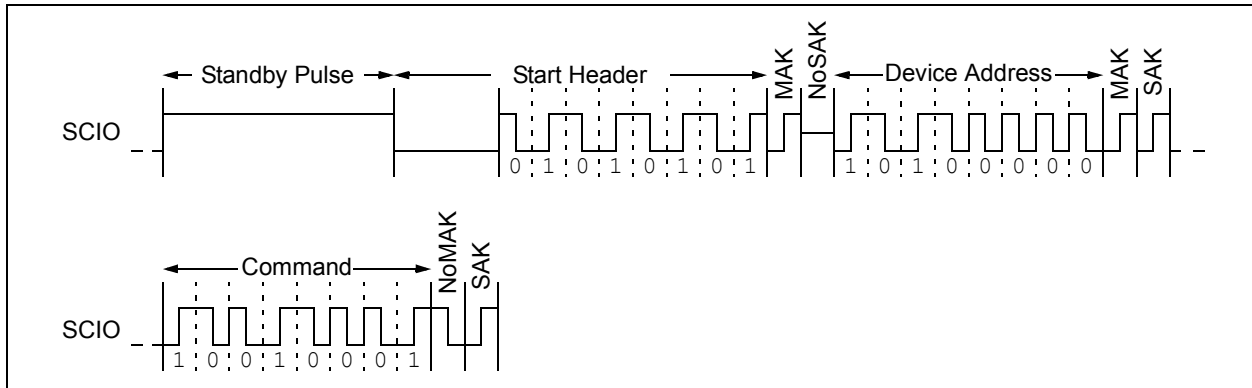 Standby Pulse Start Header MAK NoSAK Device Address MAK SAK
SCIO
0 1 0 1 0 1 0 1 1 0 1 0 0 0 0 0
Command NoMAK SAK
SCIO
1 0 0 1 0 0 0 1